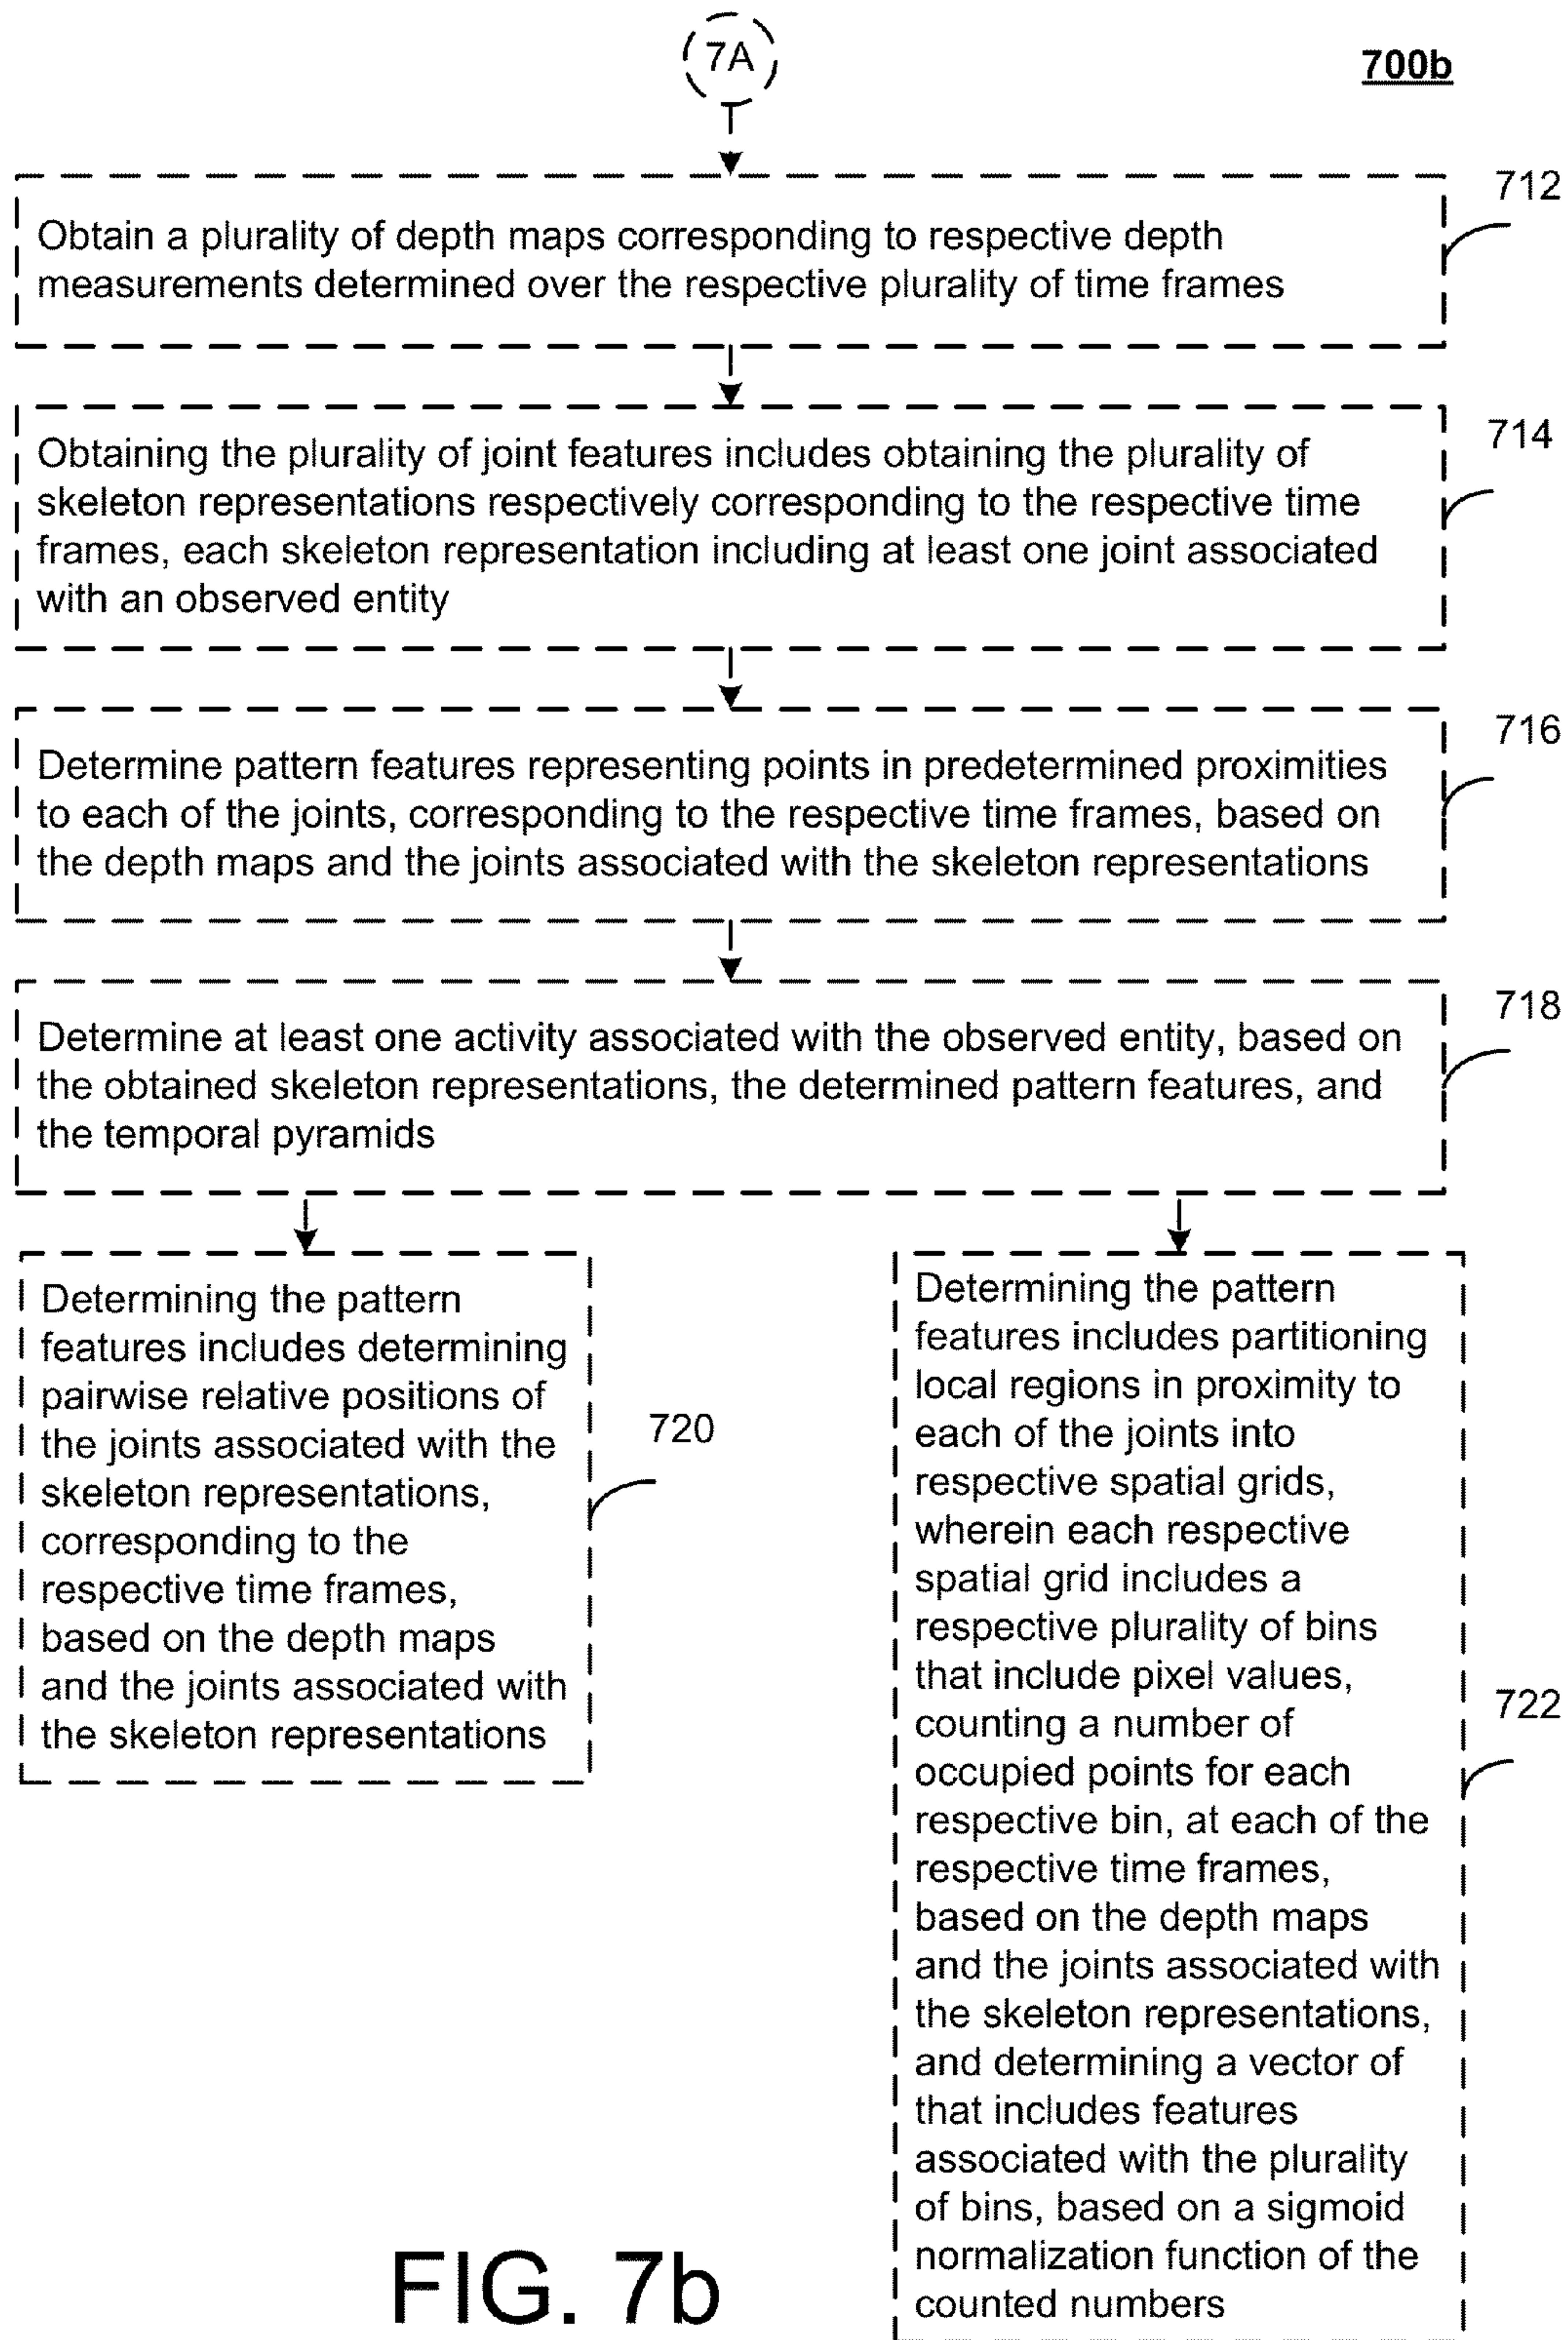 7A
700b
712
Obtain a plurality of depth maps corresponding to respective depth
measurements determined over the respective plurality of time frames
714
Obtaining the plurality of joint features includes obtaining the plurality of
skeleton representations respectively corresponding to the respective time
frames, each skeleton representation including at least one joint associated
with an observed entity
716
Determine pattern features representing points in predetermined proximities
to each of the joints, corresponding to the respective time frames, based on
the depth maps and the joints associated with the skeleton representations
718
Determine at least one activity associated with the observed entity, based on
the obtained skeleton representations, the determined pattern features, and
the temporal pyramids
Determining the pattern
features includes determining
pairwise relative positions of
the joints associated with the
skeleton representations,
corresponding to the
respective time frames,
based on the depth maps
and the joints associated with
the skeleton representations
720
Determining the pattern
features includes partitioning
local regions in proximity to
each of the joints into
respective spatial grids,
wherein each respective
spatial grid includes a
respective plurality of bins
that include pixel values,
counting a number of
occupied points for each
respective bin, at each of the
respective time frames,
based on the depth maps
and the joints associated with
the skeleton representations,
and determining a vector of
that includes features
associated with the plurality
of bins, based on a sigmoid
normalization function of the
counted numbers
722
FIG. 7b